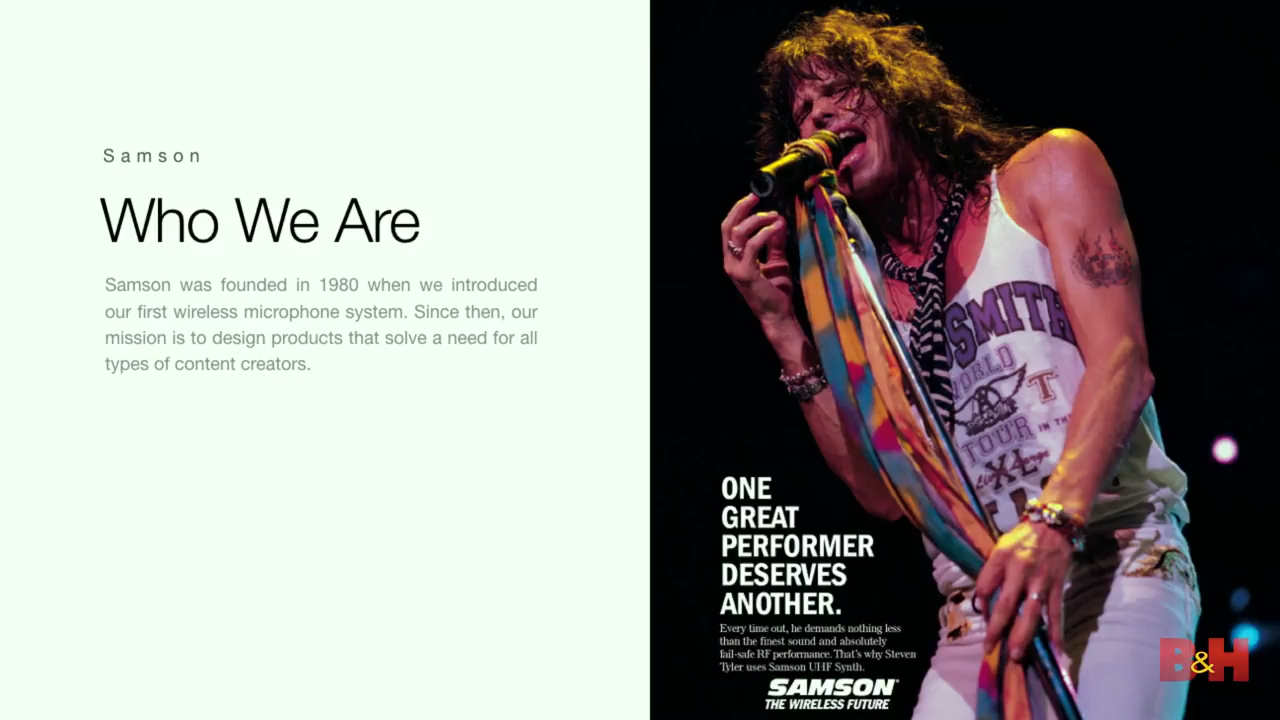 Samson
Who We Are
Samson was founded in 1980 when we introduced
our first wireless microphone system. Since then, our
mission is to design products that solve a need for all
types of content creators.
SMITH
WORLD
T
TOUR IN THE
XL
ONE
GREAT
PERFORMER
DESERVES
ANOTHER.
Every time out, he demands nothing less
than the finest sound and absolutely
fail-safe RF performance. That's why Steven
Tyler uses Samson UHF Synth.
SAMSON®
THE WIRELESS FUTURE
B&H